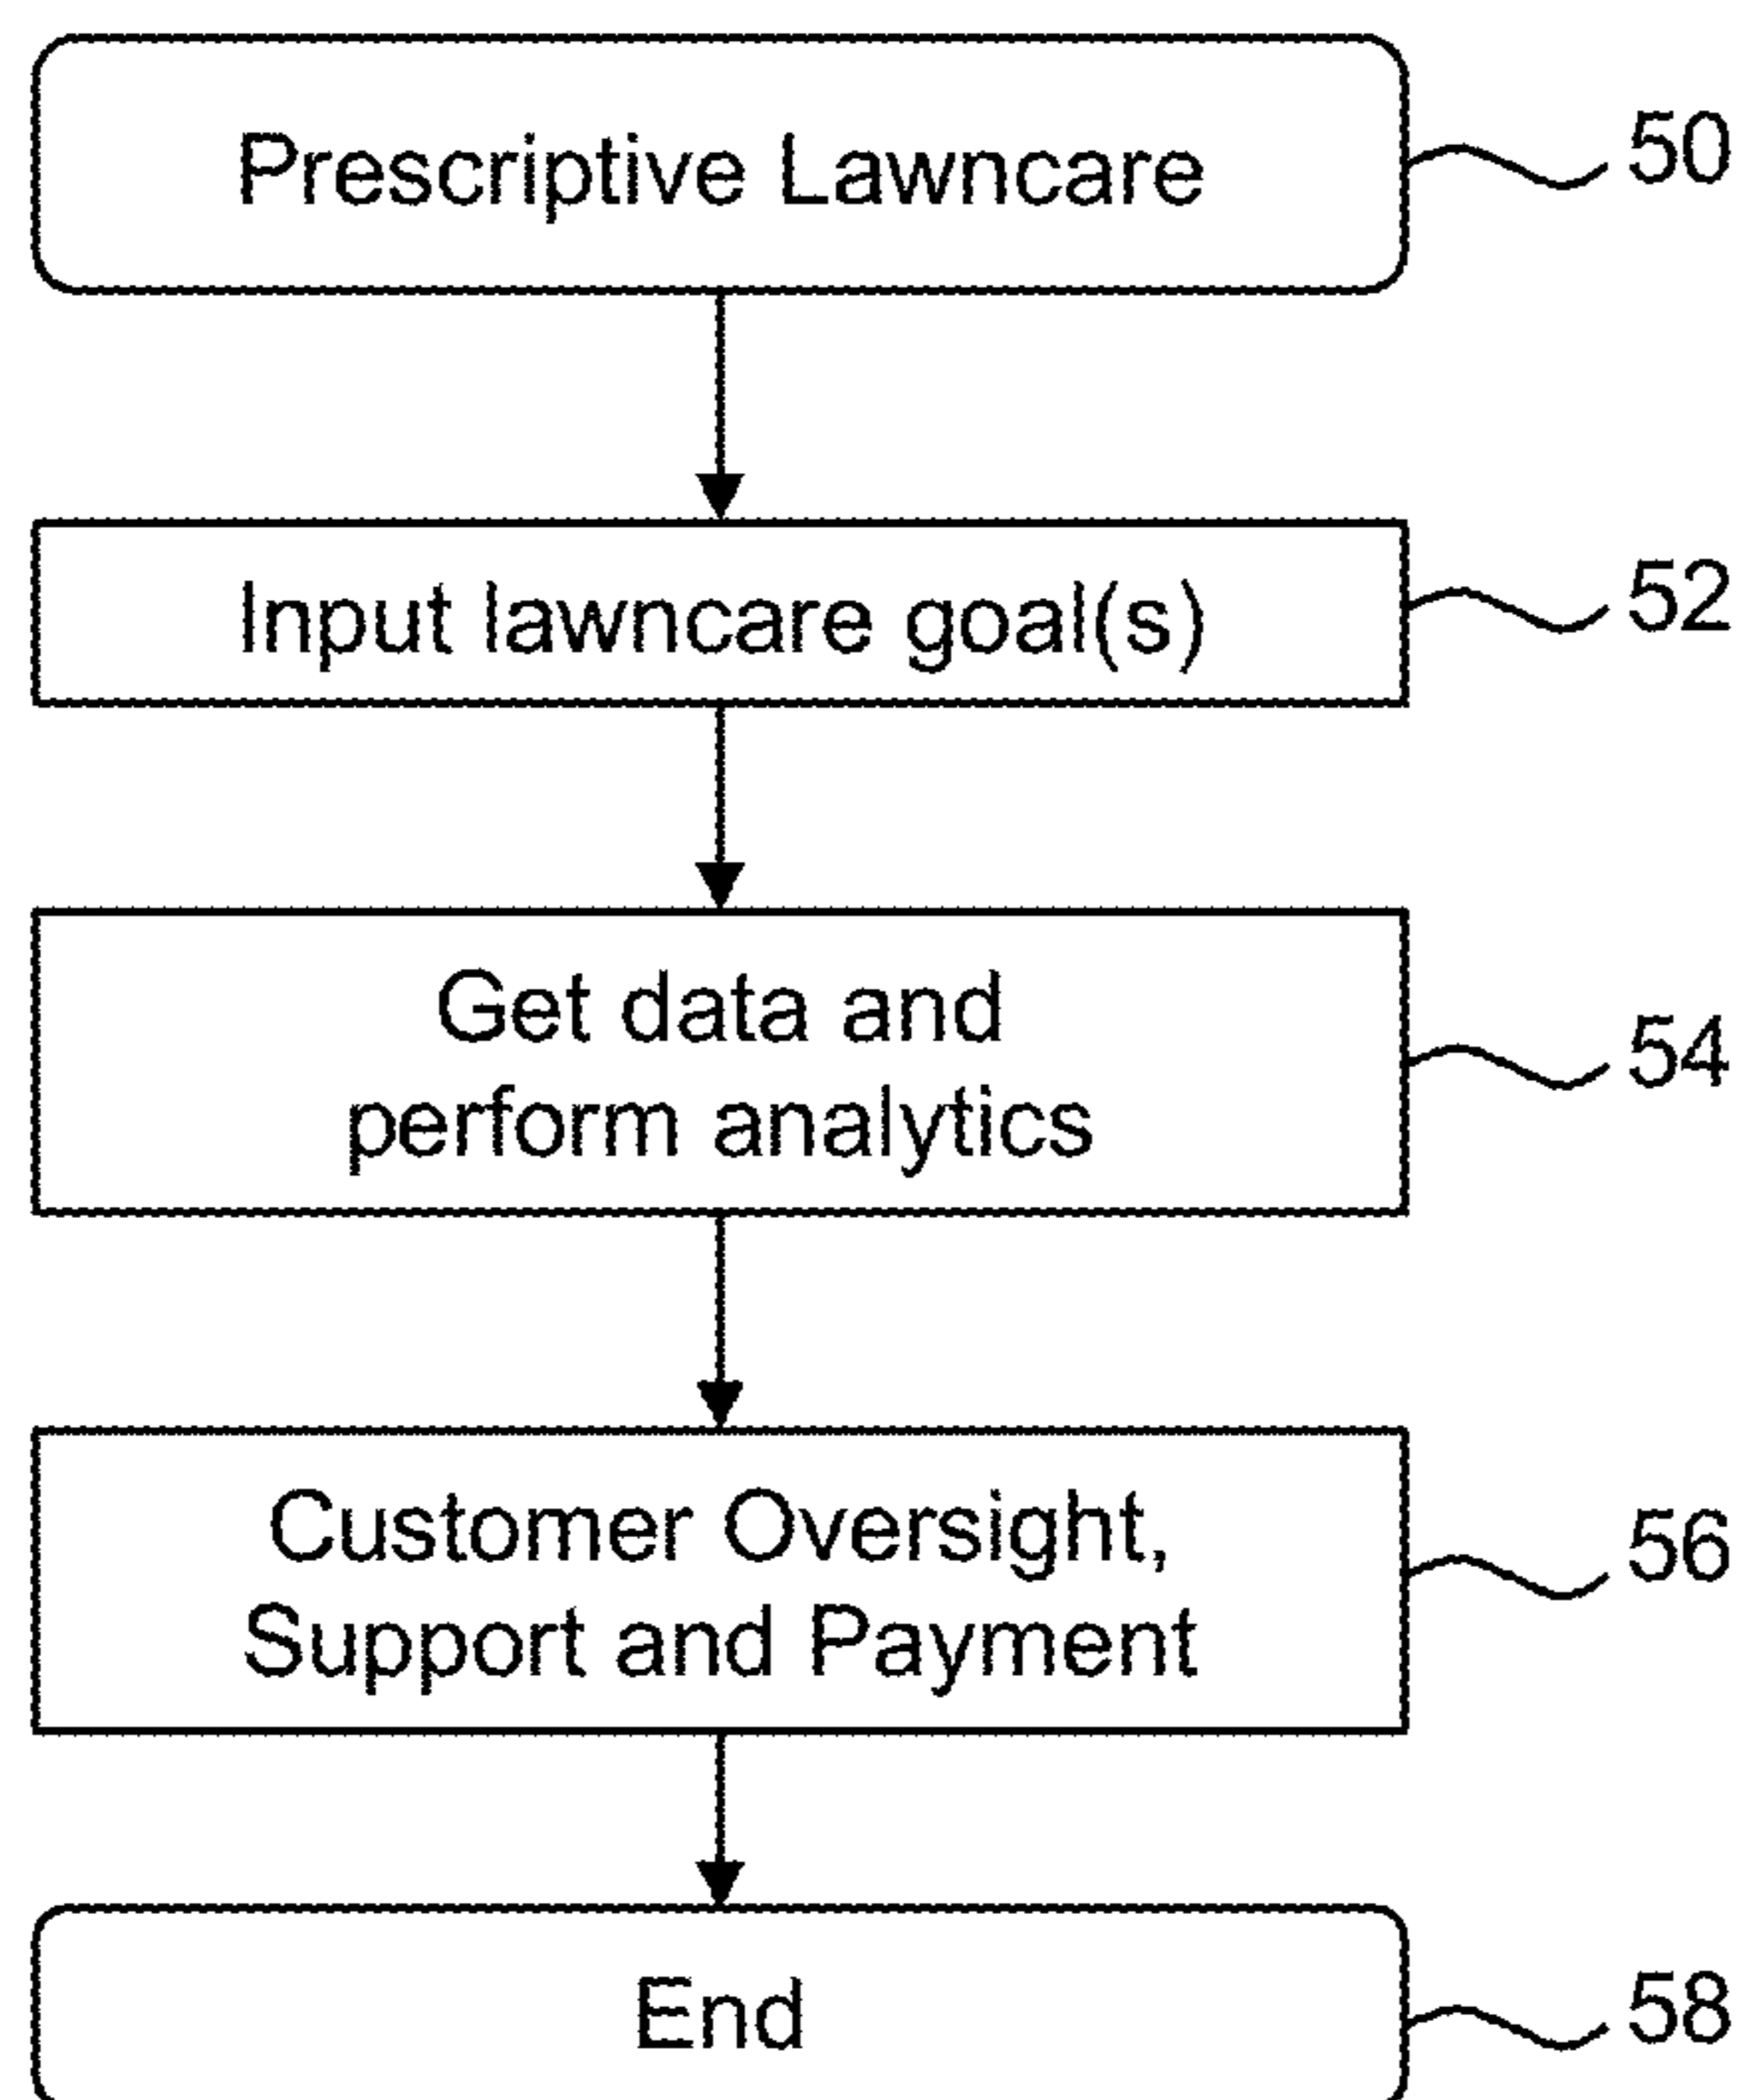 Prescriptive Lawncare
50
Input lawncare goal(s)
52
Get data and
perform analytics
54
Customer Oversight,
Support and Payment
56
End
58